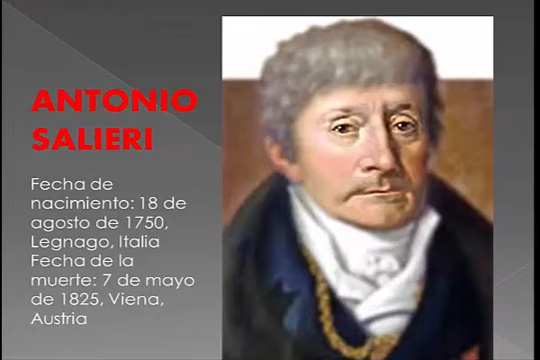 ANTONIO
SALIERI
Fecha de
nacimiento: 18 de
agosto de 1750,
Legnago, Italia
Fecha de la
muerte: 7 de mayo
de 1825, Viena,
Austria